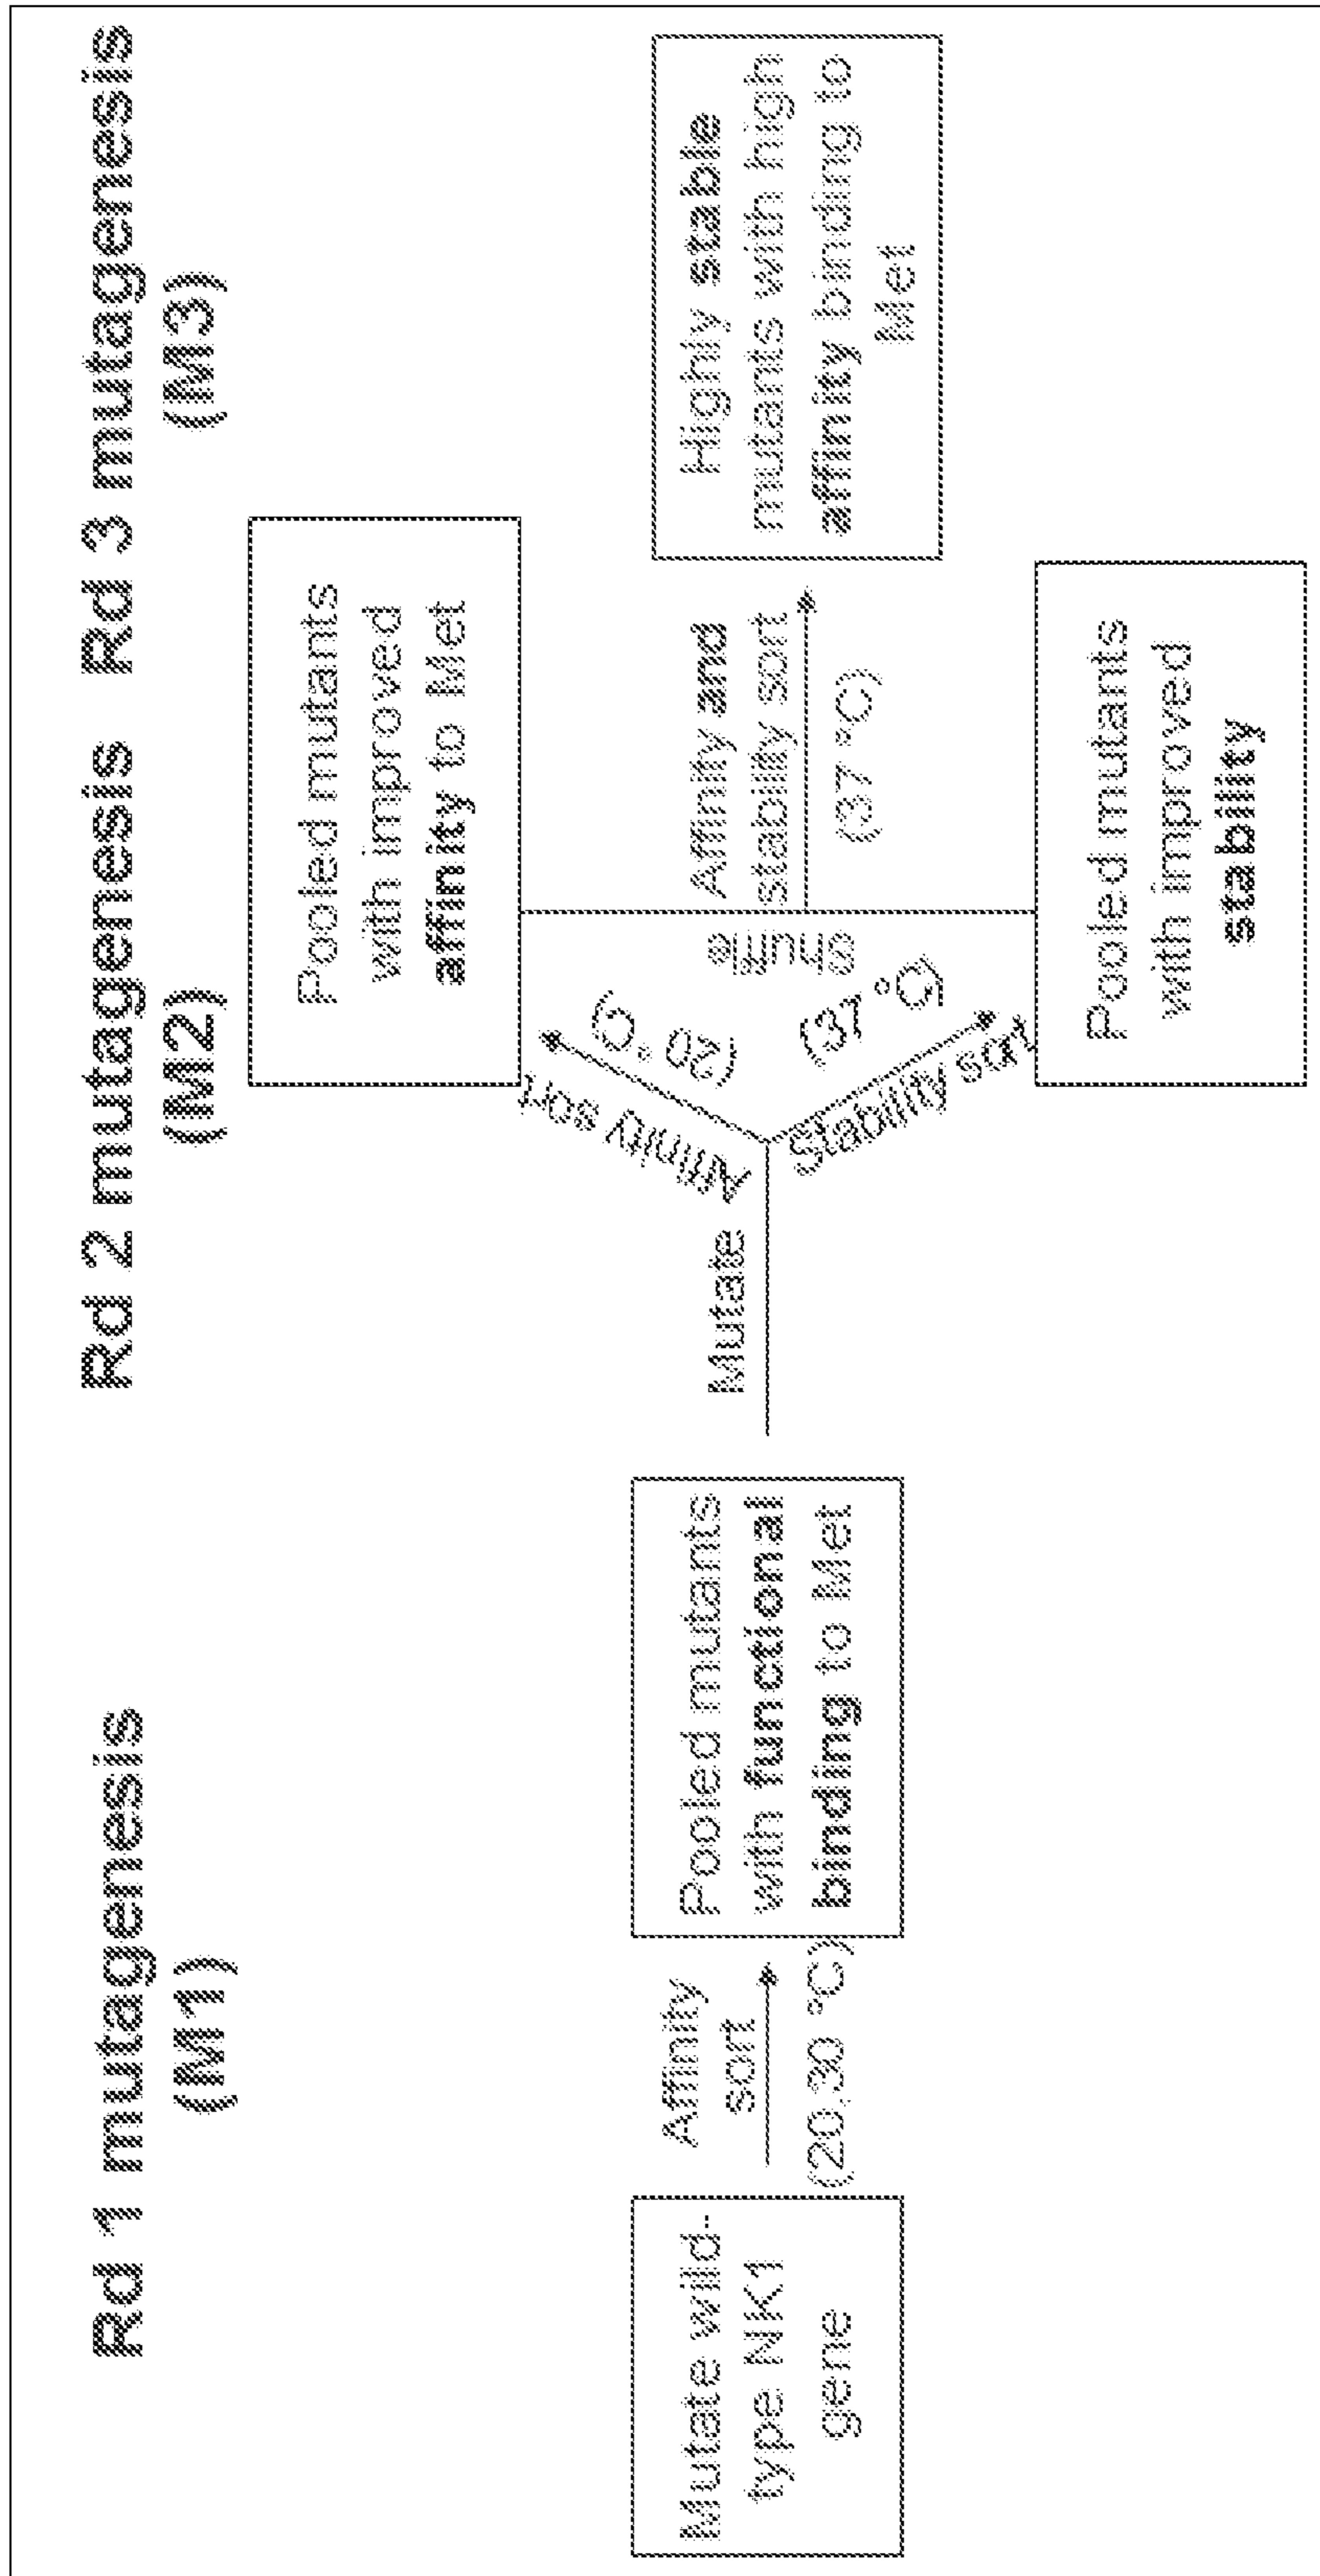 Rd 1 mutagenesis
(M1)
Rd 2 mutagenesis
(M2)
Rd 3 mutagenesis
(M3)
Mutate wild-
type NK1
gene
Affinity
sort
(20,30 °C)
Pooled mutants
with functional
binding to Met
Mutate
Affinity sort
(20 °C)
Stability sort
(37 °C)
Pooled mutants
with improved
affinity to Met
Shuffle
Pooled mutants
with improved
stability
Affinity and
stability sort
(37 °C)
Highly stable
mutants with high
affinity binding to
Met